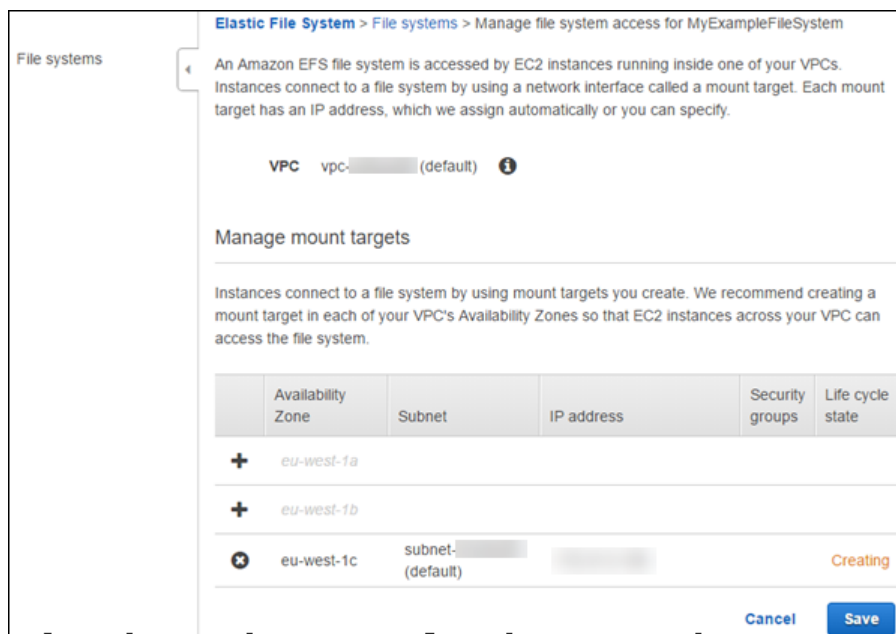 Elastic File System > File systems > Manage file system access for MyExampleFileSystem
File systems
An Amazon EFS file system is accessed by EC2 instances running inside one of your VPCs.
Instances connect to a file system by using a network interface called a mount target. Each mount
target has an IP address, which we assign automatically or you can specify.
VPC vpc- (default)
Manage mount targets
Instances connect to a file system by using mount targets you create. We recommend creating a
mount target in each of your VPC's Availability Zones so that EC2 instances across your VPC can
access the file system.
Availability Zone Subnet IP address Security groups Life cycle state
eu-west-1a
eu-west-1b
eu-west-1c subnet- (default) Creating
Cancel Save